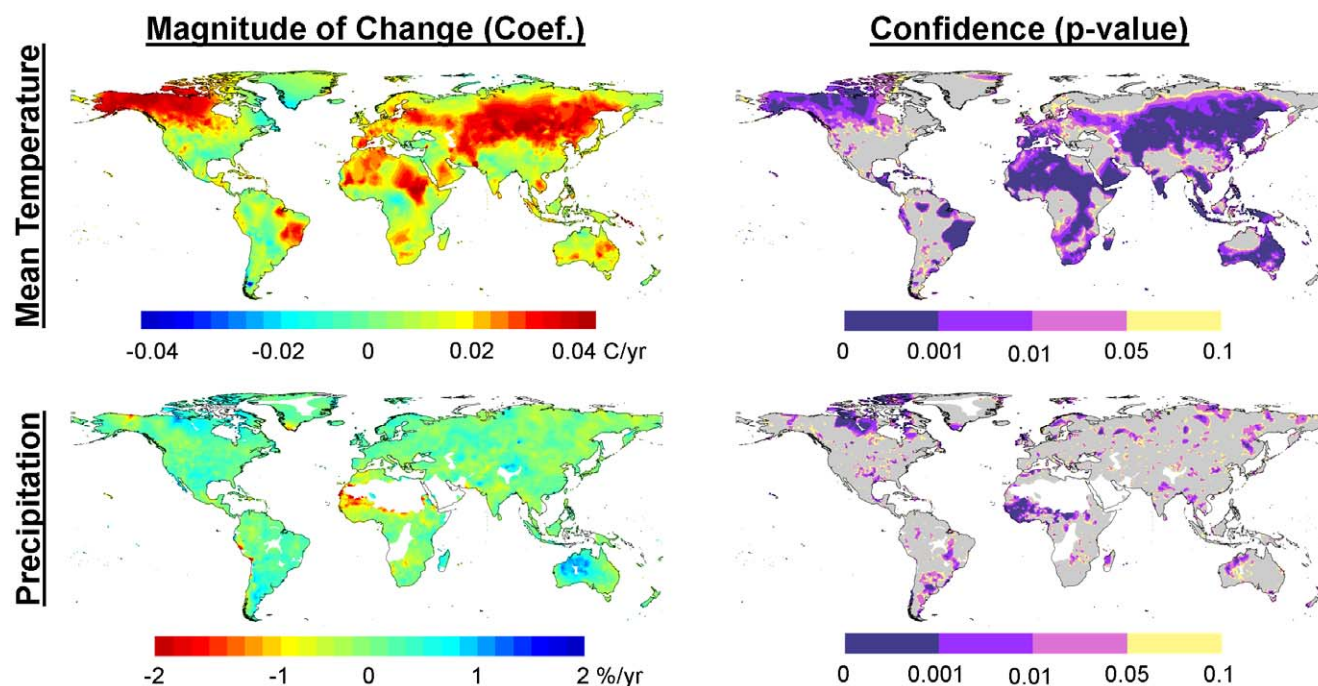 Magnitude of Change (Coef.)
Confidence (p-value)
Mean Temperature
-0.04 -0.02 0 0.02 0.04 C/yr
0 0.001 0.01 0.05 0.1
Precipitation
-2 -1 0 1 2 %/yr
0 0.001 0.01 0.05 0.1